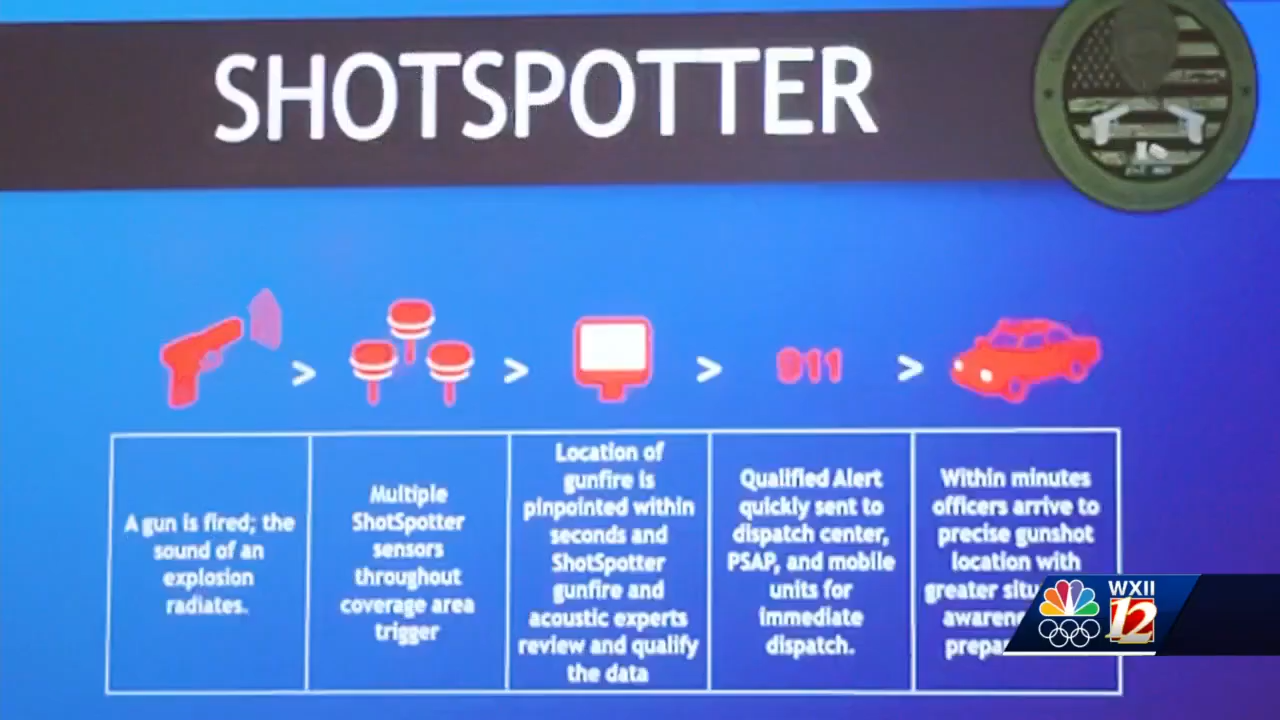 SHOTSPOTTER
>
>
>
911
>
A gun is fired; the
sound of an
explosion
radiates.
Multiple
ShotSpotter
sensors
throughout
coverage area
trigger
Location of
gunfire is
pinpointed within
seconds and
ShotSpotter
gunfire and
acoustic experts
review and qualify
the data
Qualified Alert
quickly sent to
dispatch center,
PSAP, and mobile
units for
immediate
dispatch.
Within minutes
officers arrive to
precise gunshot
location with
greater
WXII
12